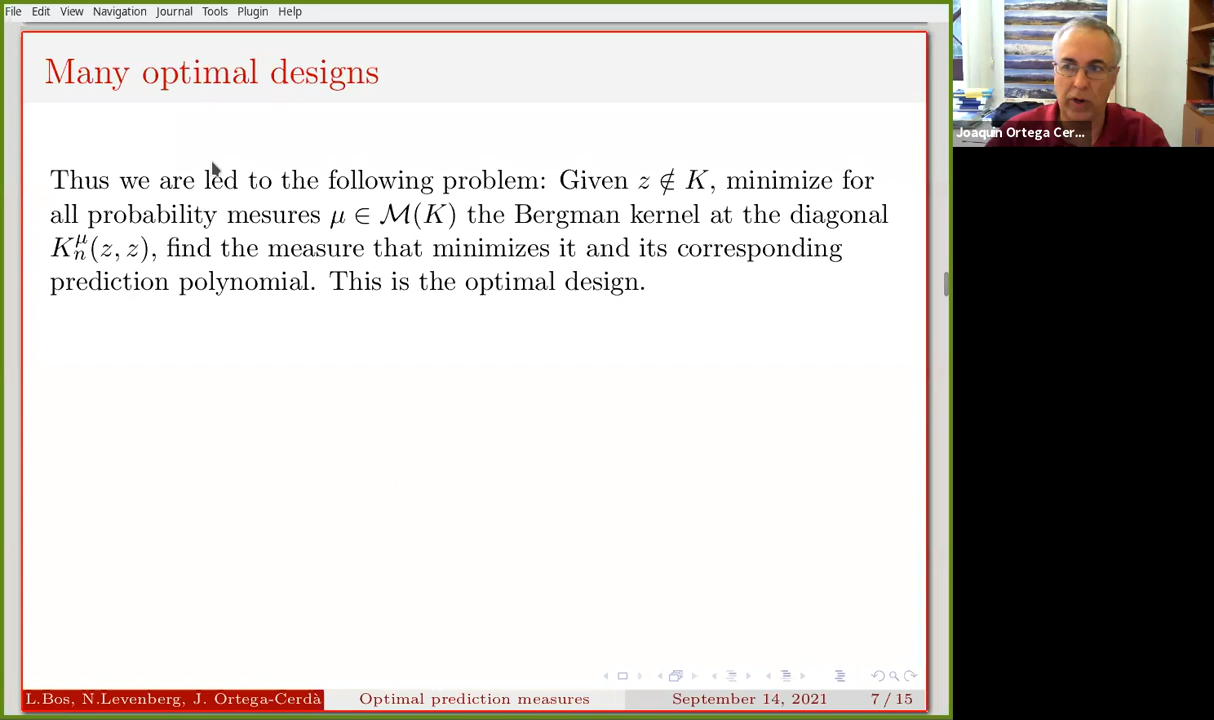 File Edit View Navigation Journal Tools Plugin Help
Many optimal designs
Thus we are led to the following problem: Given z ∉ K, minimize for
all probability mesures μ ∈ ℳ(K) the Bergman kernel at the diagonal
K_n^μ(z, z), find the measure that minimizes it and its corresponding
prediction polynomial. This is the optimal design.
L.Bos, N.Levenberg, J. Ortega-Cerdà Optimal prediction measures September 14, 2021 7 / 15
Joaquin Ortega Cer...